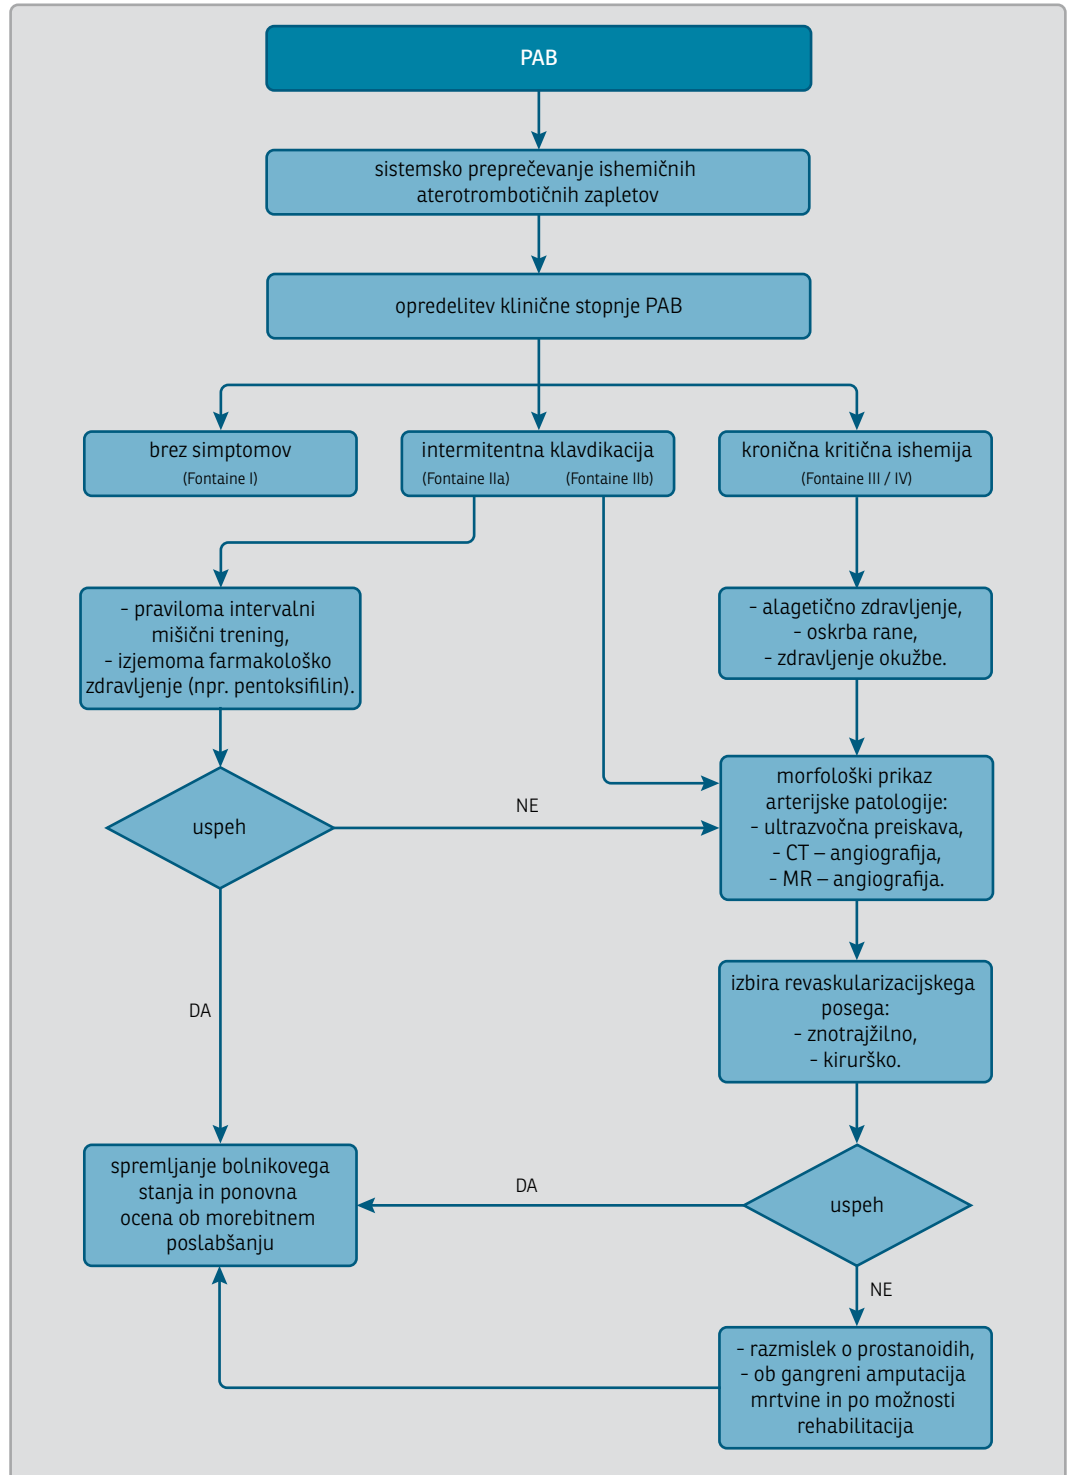 PAB
sistemsko preprečevanje ishemičnih
aterotrombotičnih zapletov
opredelitev klinične stopnje PAB
brez simptomov
(Fontaine I)
intermitentna klavdikacija
(Fontaine IIa) (Fontaine IIb)
kronična kritična ishemija
(Fontaine III / IV)
- praviloma intervalni
mišični trening,
- izjemoma farmakološko
zdravljenje (npr. pentoksifilin).
- alagetično zdravljenje,
- oskrba rane,
- zdravljenje okužbe.
uspeh
NE
morfološki prikaz
arterijske patologije:
- ultrazvočna preiskava,
- CT – angiografija,
- MR – angiografija.
DA
izbira revaskularizacijskega
posega:
- znotrajžilno,
- kirurško.
spremljanje bolnikovega
stanja in ponovna
ocena ob morebitnem
poslabšanju
DA
uspeh
NE
- razmislek o prostanoidih,
- ob gangreni amputacija
mrtvine in po možnosti
rehabilitacija